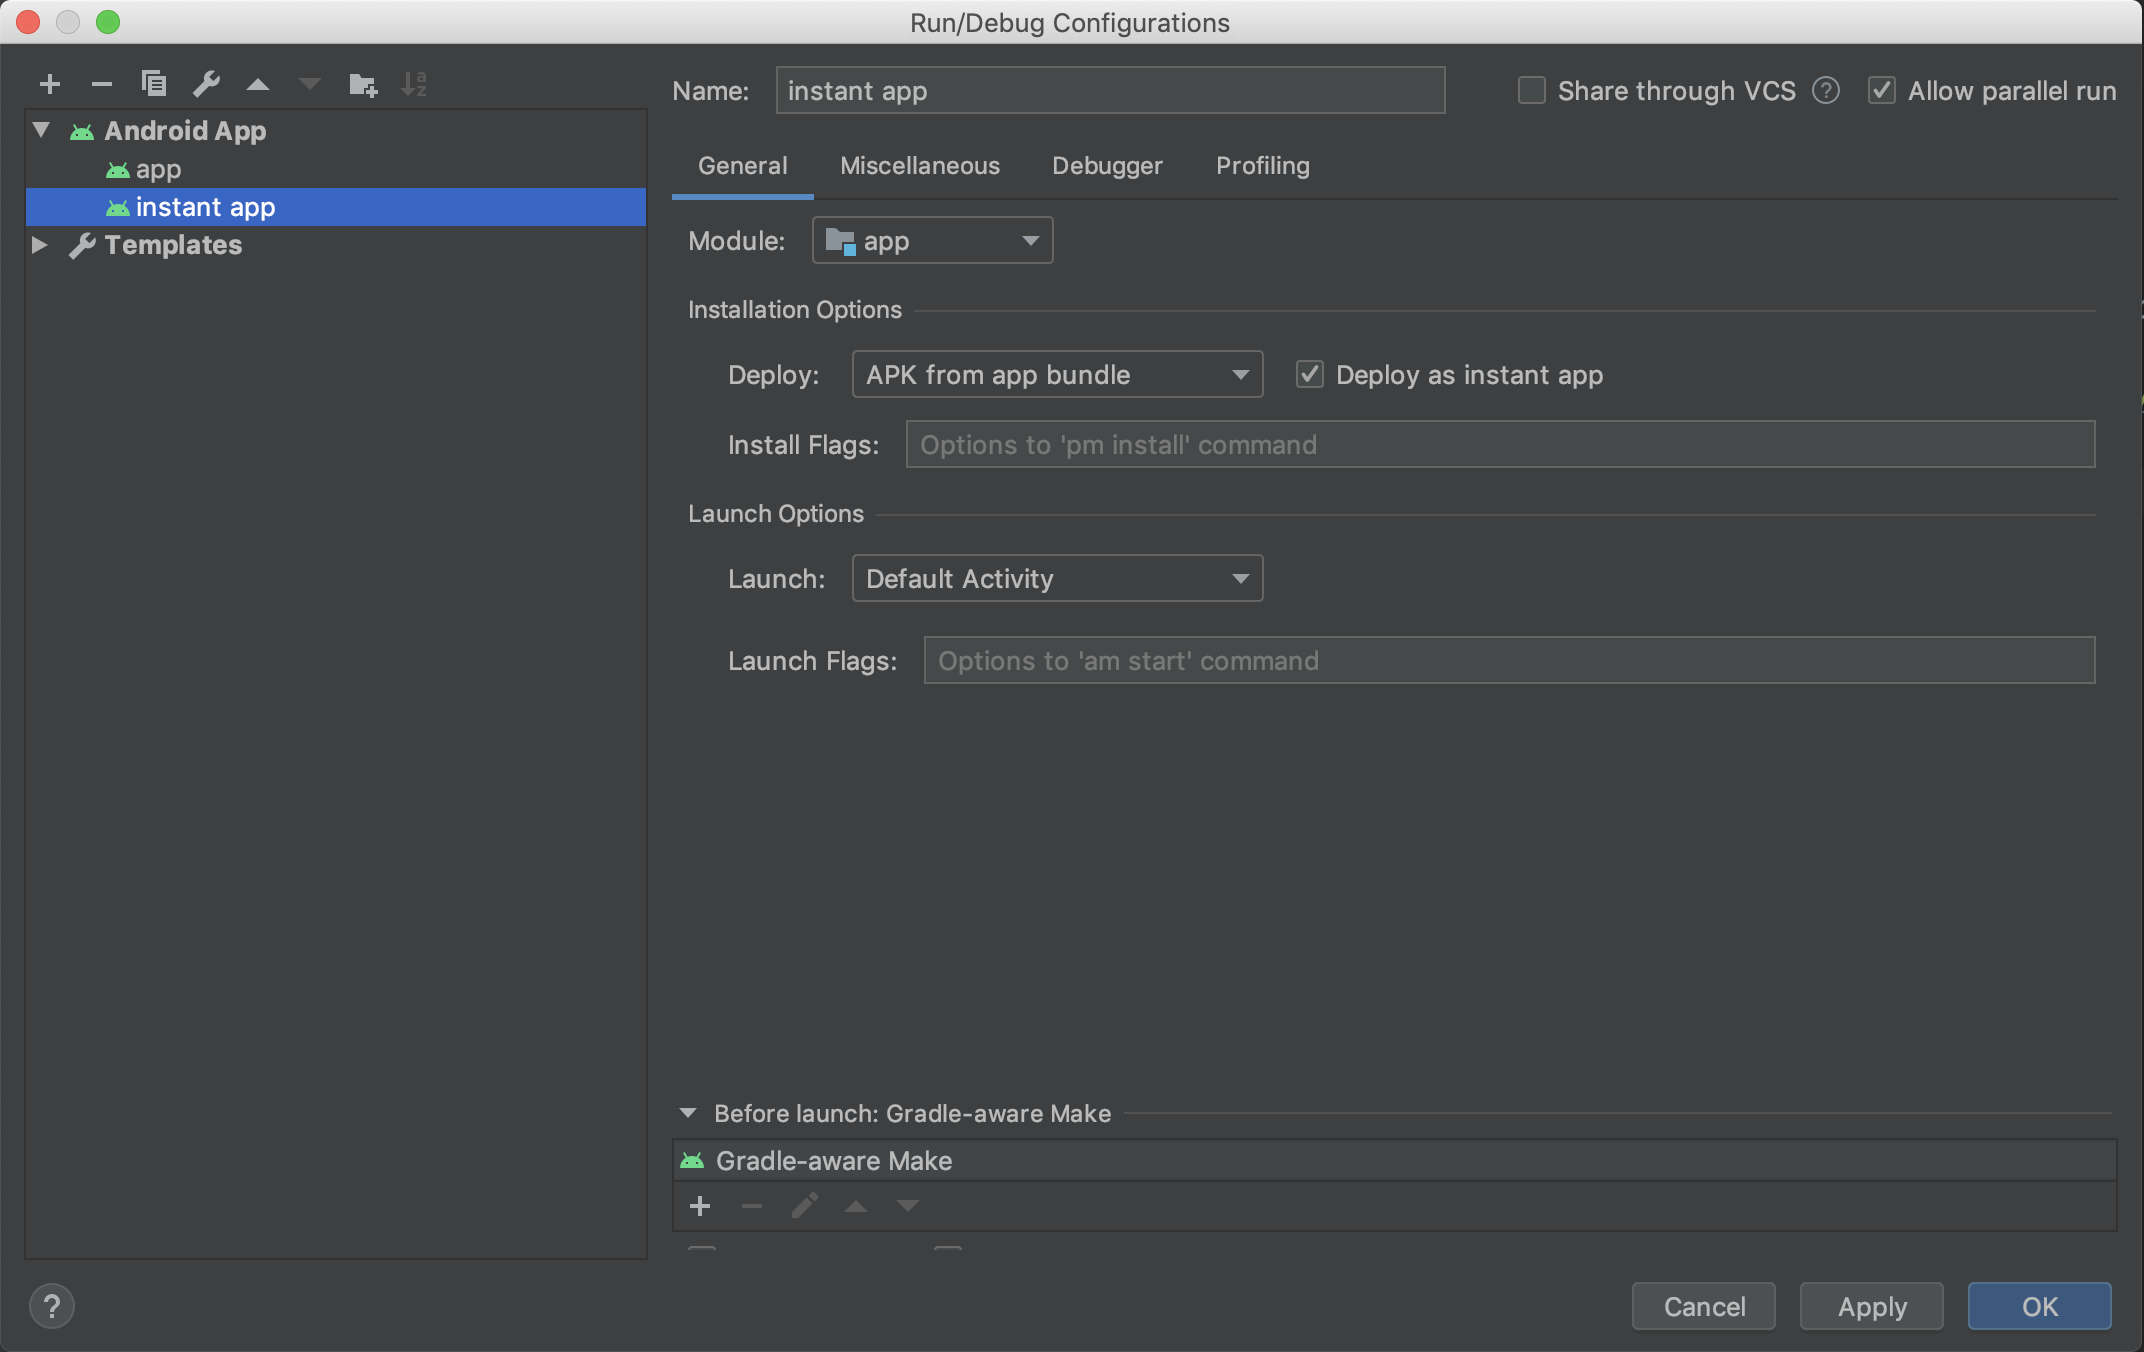 Run/Debug Configurations
Name: instant app
Share through VCS ?
Allow parallel run
Android App
app
instant app
Templates
General Miscellaneous Debugger Profiling
Module: app
Installation Options
Deploy: APK from app bundle Deploy as instant app
Install Flags: Options to 'pm install' command
Launch Options
Launch: Default Activity
Launch Flags: Options to 'am start' command
Before launch: Gradle-aware Make
Gradle-aware Make
? Cancel Apply OK